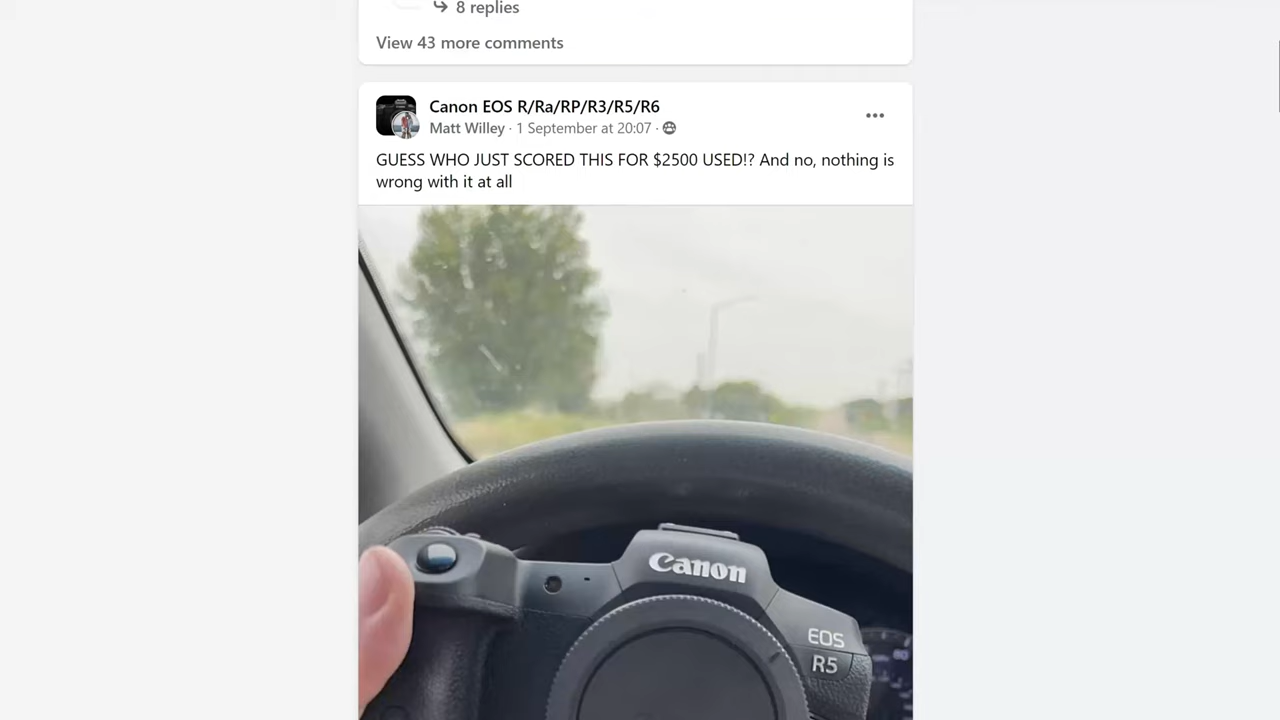 8 replies
View 43 more comments
Canon EOS R/Ra/RP/R3/R5/R6
Matt Willey · 1 September at 20:07 ·
GUESS WHO JUST SCORED THIS FOR $2500 USED!? And no, nothing is
wrong with it at all
Canon
EOS
R5